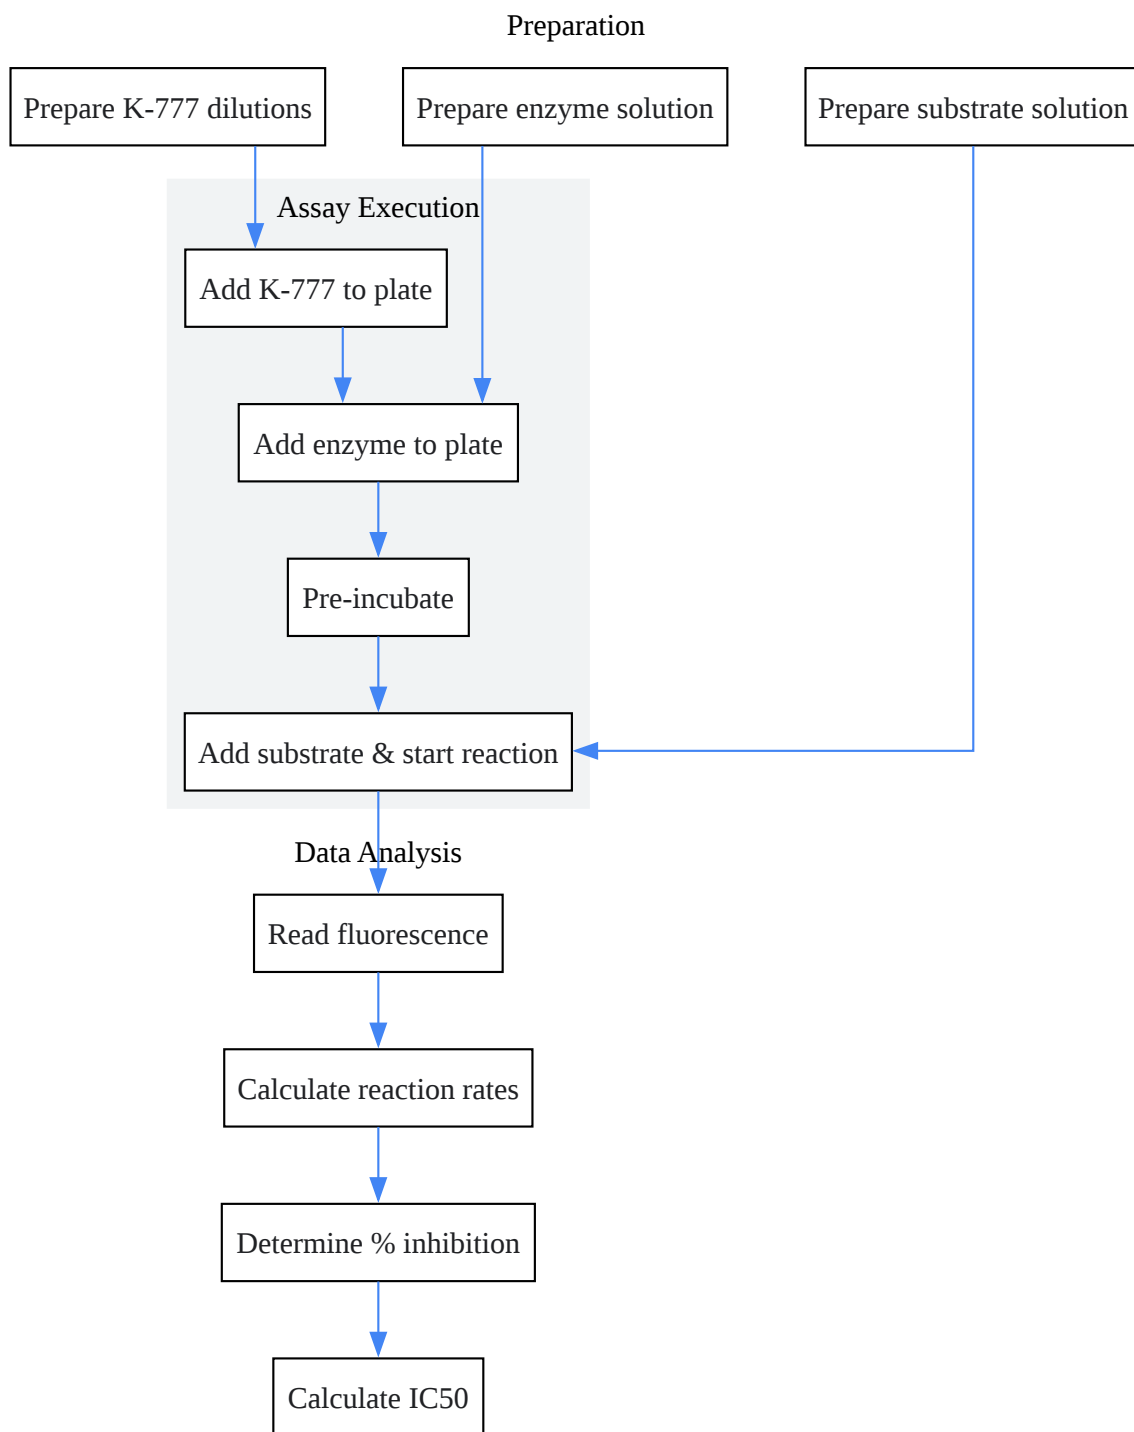 Preparation
Prepare K-777 dilutions
Prepare enzyme solution
Prepare substrate solution
Assay Execution
Add K-777 to plate
Add enzyme to plate
Pre-incubate
Add substrate & start reaction
Data Analysis
Read fluorescence
Calculate reaction rates
Determine % inhibition
Calculate IC50